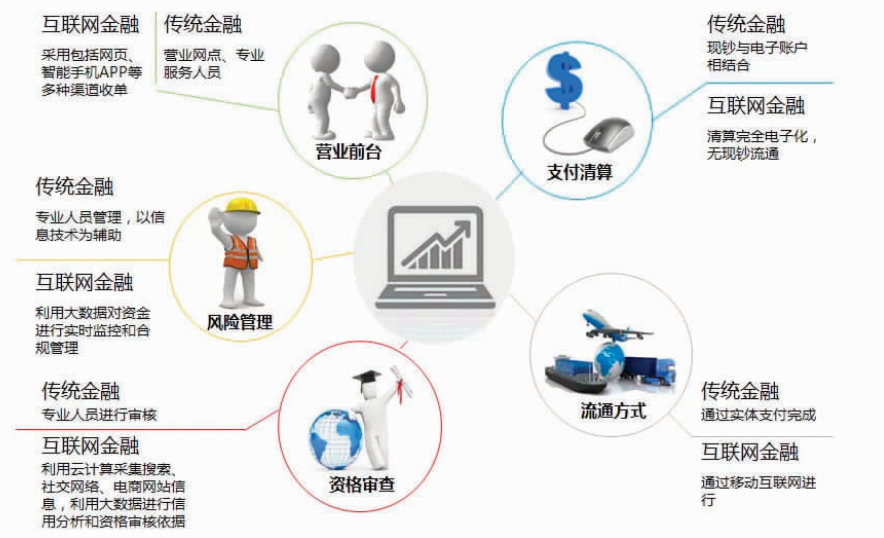 互联网金融
采用包括网页、
智能手机APP等
多种渠道收单
传统金融
营业网点、专业
服务人员
营业前台
传统金融
现钞与电子账户
相结合
互联网金融
清算完全电子化，
无现钞流通
支付清算
传统金融
专业人员管理，以信
息技术为辅助
互联网金融
利用大数据对资金
进行实时监控和合
规管理
风险管理
传统金融
专业人员进行审核
互联网金融
利用云计算采集搜索、
社交网络、电商网站信
息，利用大数据进行信
用分析和资格审核依据
资格审查
流通方式
传统金融
通过实体支付完成
互联网金融
通过移动互联网进
行